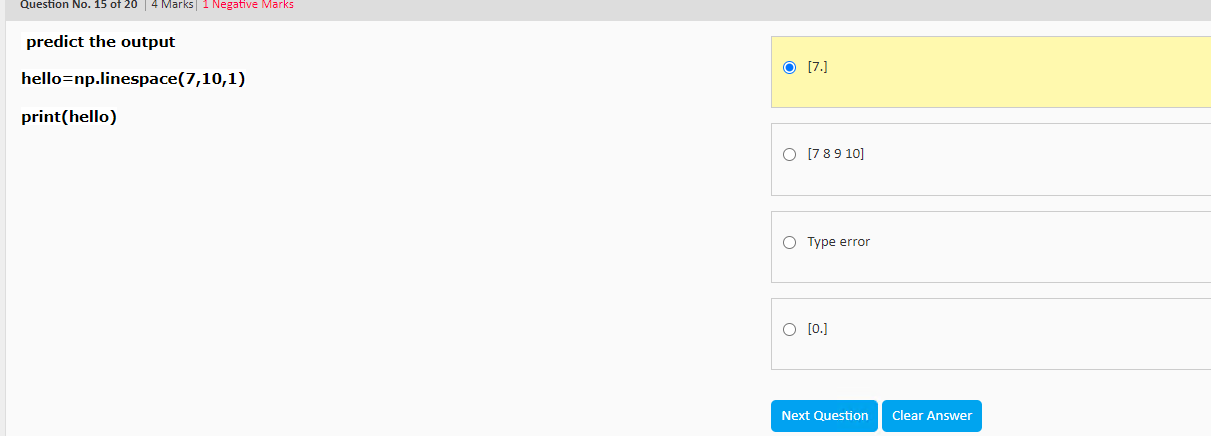 Question No. 15 of 20 | 4 Marks | 1 Negative Marks
predict the output
hello=np.linespace(7,10,1)
print(hello)
[7.]
[7 8 9 10]
Type error
[0.]
Next Question
Clear Answer